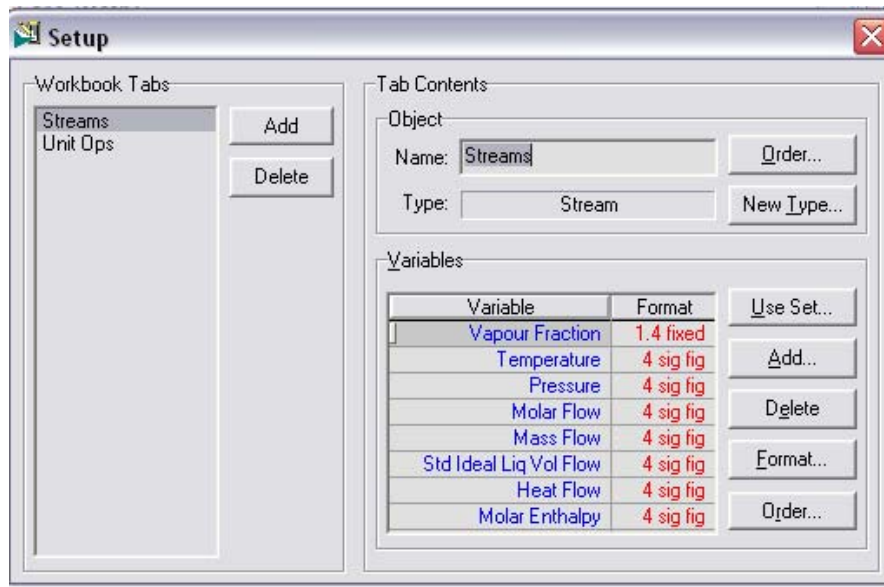 Setup
Workbook Tabs
Streams
Unit Ops
Add
Delete
Tab Contents
Object
Name: Streams
Order...
Type: Stream
New Type...
Variables
Variable Format
Vapour Fraction 1.4 fixed
Temperature 4 sig fig
Pressure 4 sig fig
Molar Flow 4 sig fig
Mass Flow 4 sig fig
Std Ideal Liq Vol Flow 4 sig fig
Heat Flow 4 sig fig
Molar Enthalpy 4 sig fig
Use Set...
Add...
Delete
Format...
Order...